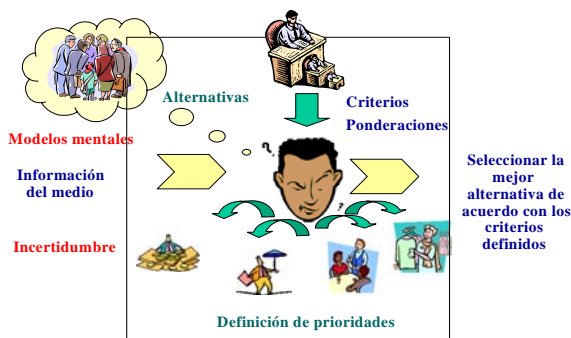 Alternativas
Criterios
Ponderaciones
Modelos mentales
Información
del medio
Incertidumbre
?
?
Seleccionar la
mejor
alternativa de
acuerdo con los
criterios
definidos
Definición de prioridades